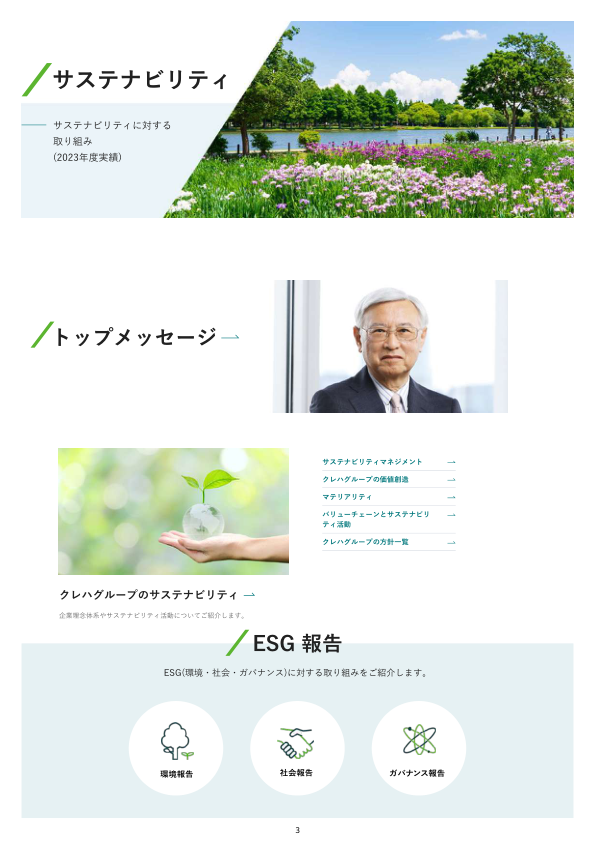 サステナビリティ
サステナビリティに対する
取り組み
(2023年度実績)
トップメッセージ
サステナビリティマネジメント
クレハグループの価値創造
マテリアリティ
バリューチェーンとサステナビリ
ティ活動
クレハグループの方針一覧
クレハグループのサステナビリティ
企業理念体系やサステナビリティ活動についてご紹介します。
ESG 報告
ESG(環境・社会・ガバナンス)に対する取り組みをご紹介します。
環境報告
社会報告
ガバナンス報告
3